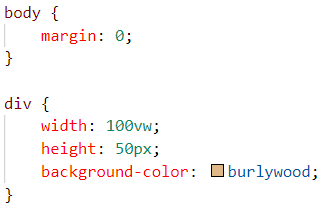 body {
    margin: 0;
}

div {
    width: 100vw;
    height: 50px;
    background-color: burlywood;
}